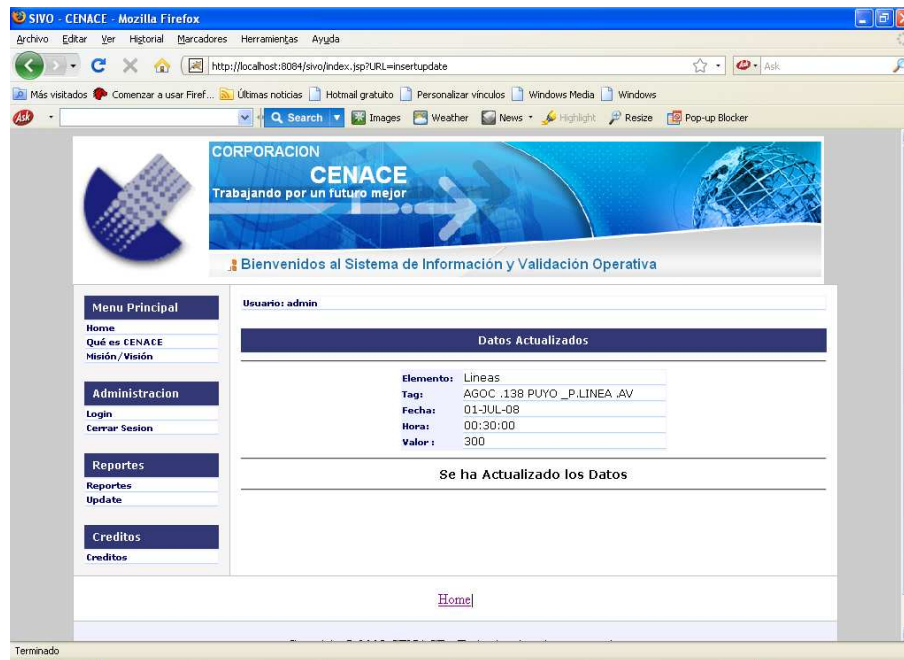 SIVO - CENACE - Mozilla Firefox
Archivo Editar Ver Historial Marcadores Herramientas Ayuda
http://localhost:8084/sivo/index.jsp?URL=insertupdate
Ask
Más visitados Comenzar a usar Firef... Últimas noticias Hotmail gratuito Personalizar vínculos Windows Media Windows
Ask Search Images Weather News Highlight Resize Pop-up Blocker
CORPORACION
CENACE
Trabajando por un futuro mejor
Bienvenidos al Sistema de Información y Validación Operativa
Menu Principal
Home
Qué es CENACE
Misión/Visión
Administracion
Login
Cerrar Sesion
Reportes
Reportes
Update
Creditos
Creditos
Usuario: admin
Datos Actualizados
Elemento: Lineas
Tag: AGOC .138 PUYO _P.LINEA .AV
Fecha: 01-JUL-08
Hora: 00:30:00
Valor : 300
Se ha Actualizado los Datos
Home|
Terminado